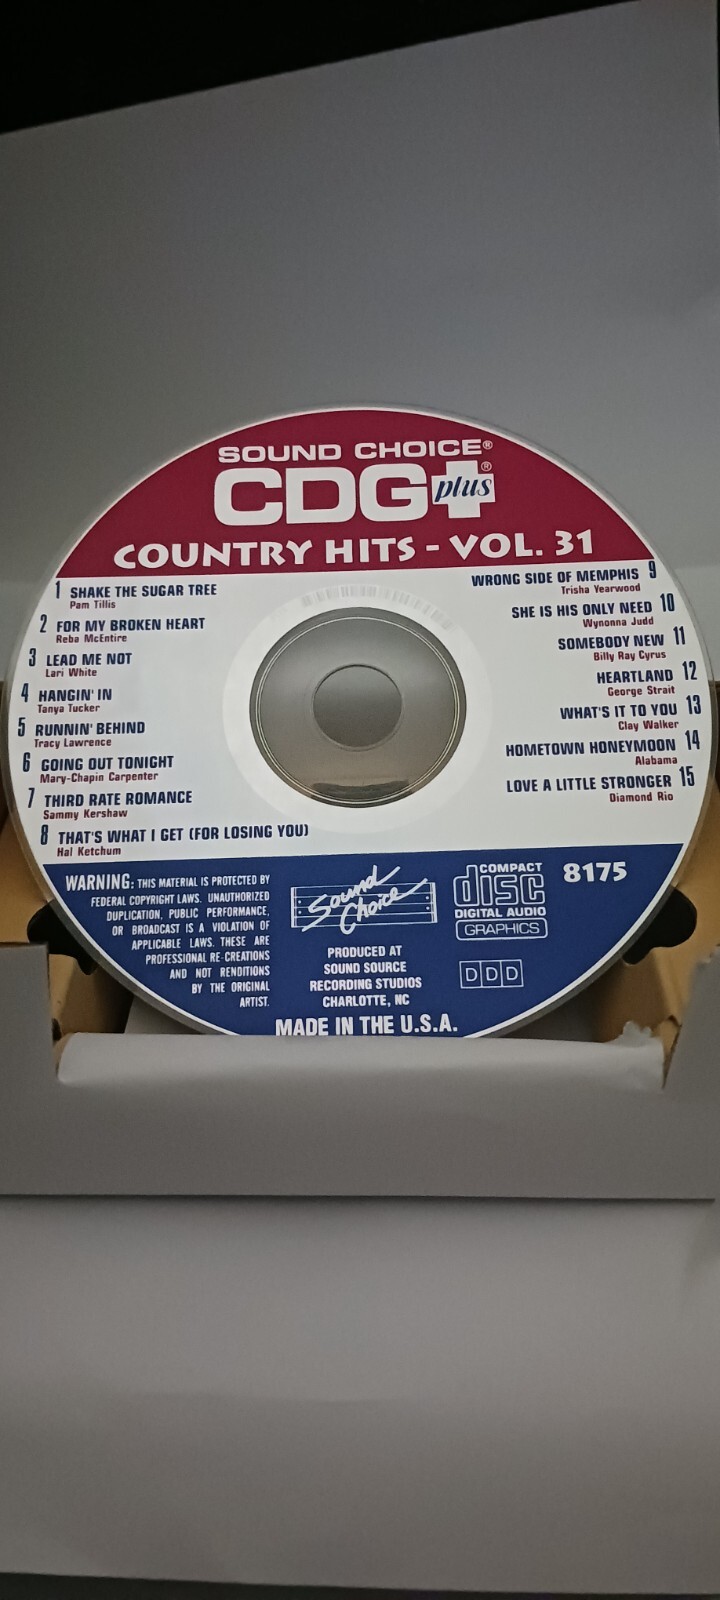 SOUND CHOICE®
CDG plus®
COUNTRY HITS - VOL. 31
1 SHAKE THE SUGAR TREE
Pam Tillis
2 FOR MY BROKEN HEART
Reba McEntire
3 LEAD ME NOT
Lari White
4 HANGIN' IN
Tanya Tucker
5 RUNNIN' BEHIND
Tracy Lawrence
6 GOING OUT TONIGHT
Mary-Chapin Carpenter
7 THIRD RATE ROMANCE
Sammy Kershaw
8 THAT'S WHAT I GET (FOR LOSING YOU)
Hal Ketchum
WRONG SIDE OF MEMPHIS 9
Trisha Yearwood
SHE IS HIS ONLY NEED 10
Wynonna Judd
SOMEBODY NEW 11
Billy Ray Cyrus
HEARTLAND 12
George Strait
WHAT'S IT TO YOU 13
Clay Walker
HOMETOWN HONEYMOON 14
Alabama
LOVE A LITTLE STRONGER 15
Diamond Rio
WARNING: THIS MATERIAL IS PROTECTED BY
FEDERAL COPYRIGHT LAWS. UNAUTHORIZED
DUPLICATION, PUBLIC PERFORMANCE,
OR BROADCAST IS A VIOLATION OF
APPLICABLE LAWS. THESE ARE
PROFESSIONAL RE-CREATIONS
AND NOT RENDITIONS
BY THE ORIGINAL
ARTIST.
Sound
Choice
PRODUCED AT
SOUND SOURCE
RECORDING STUDIOS
CHARLOTTE, NC
COMPACT
disc
DIGITAL AUDIO
GRAPHICS
8175
DDD
MADE IN THE U.S.A.